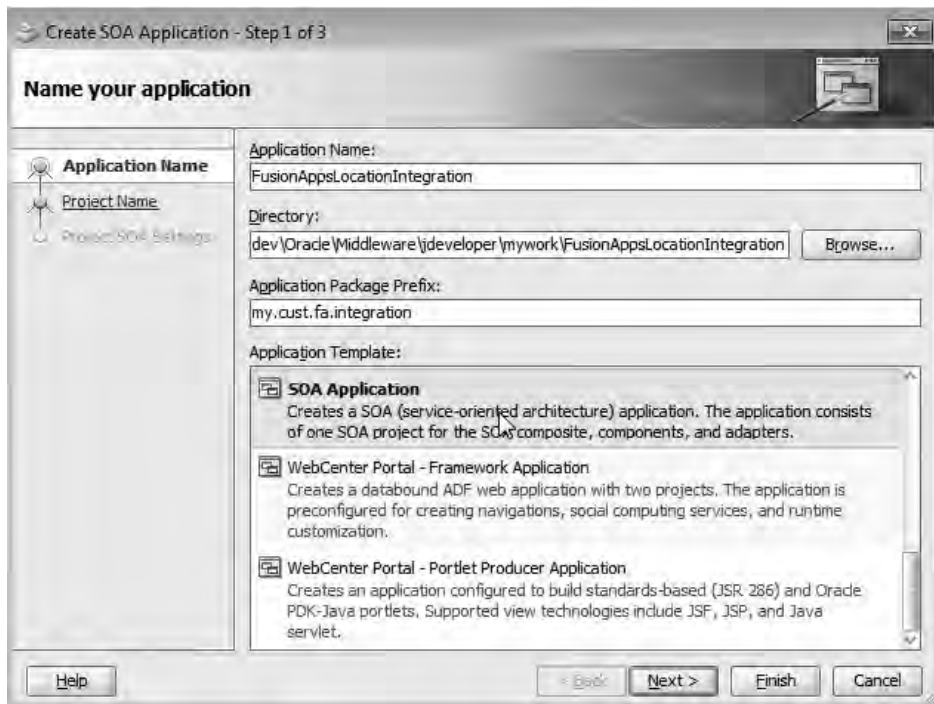 Create SOA Application - Step 1 of 3
Name your application
Application Name
Project Name
Project SOA Settings
Application Name:
FusionAppsLocationIntegration
Directory:
dev\Oracle\Middleware\jdeveloper\mywork\FusionAppsLocationIntegration
Browse...
Application Package Prefix:
my.cust.fa.integration
Application Template:
SOA Application
Creates a SOA (service-oriented architecture) application. The application consists
of one SOA project for the SOA composite, components, and adapters.
WebCenter Portal - Framework Application
Creates a databound ADF web application with two projects. The application is
preconfigured for creating navigations, social computing services, and runtime
customization.
WebCenter Portal - Portlet Producer Application
Creates an application configured to build standards-based (JSR 286) and Oracle
PDK-Java portlets. Supported view technologies include JSF, JSP, and Java
servlet.
Help
< Back
Next >
Finish
Cancel